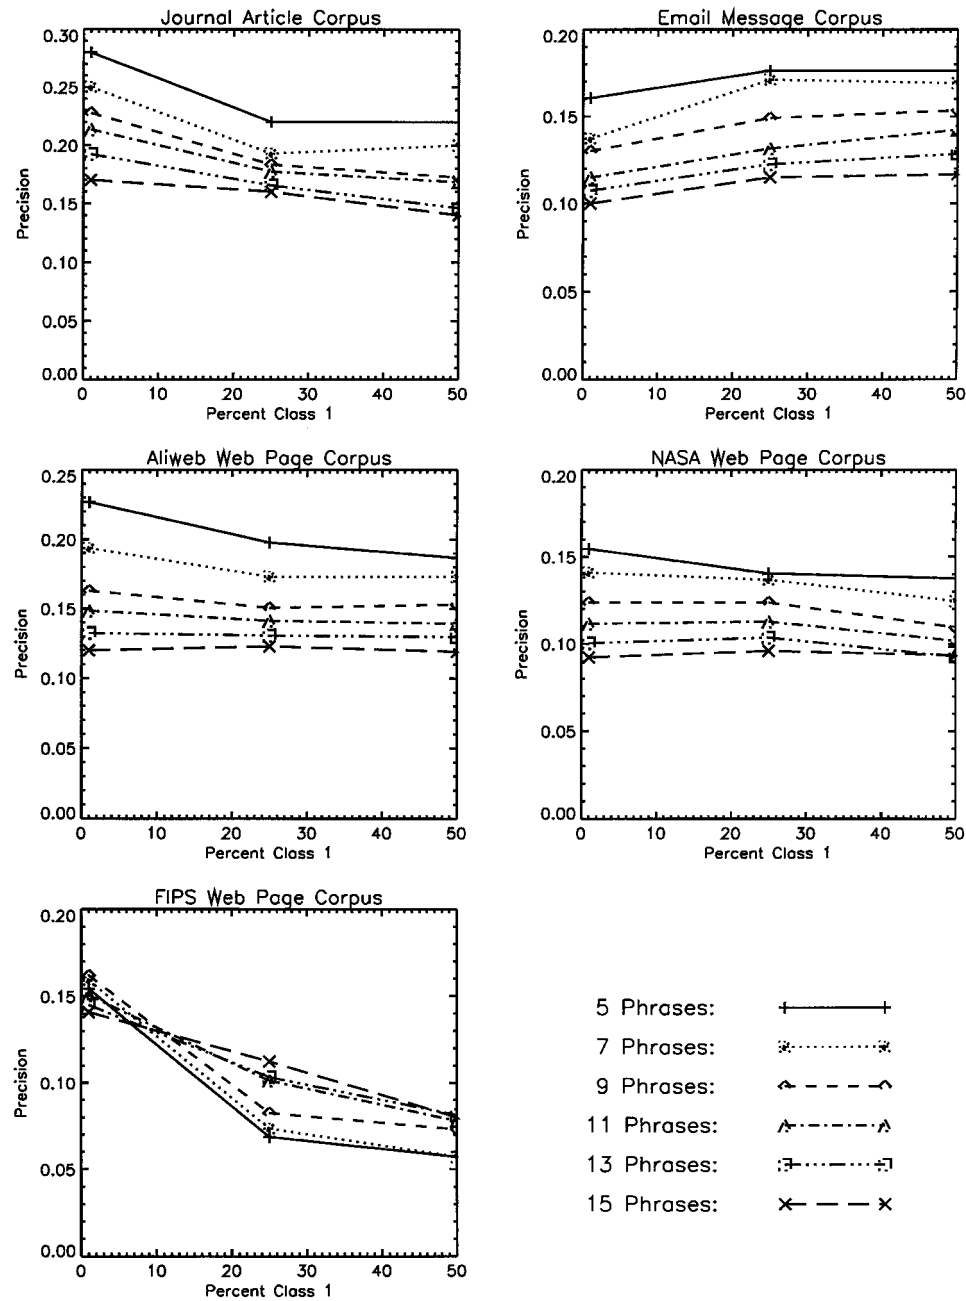 Journal Article Corpus
0.30
0.25
0.20
0.15
0.10
0.05
0.00
Precision
0 10 20 30 40 50
Percent Class 1
Email Message Corpus
0.20
0.15
0.10
0.05
0.00
Precision
0 10 20 30 40 50
Percent Class 1
Aliweb Web Page Corpus
0.25
0.20
0.15
0.10
0.05
0.00
Precision
0 10 20 30 40 50
Percent Class 1
NASA Web Page Corpus
0.20
0.15
0.10
0.05
0.00
Precision
0 10 20 30 40 50
Percent Class 1
FIPS Web Page Corpus
0.20
0.15
0.10
0.05
0.00
Precision
0 10 20 30 40 50
Percent Class 1
5 Phrases:
7 Phrases:
9 Phrases:
11 Phrases:
13 Phrases:
15 Phrases: